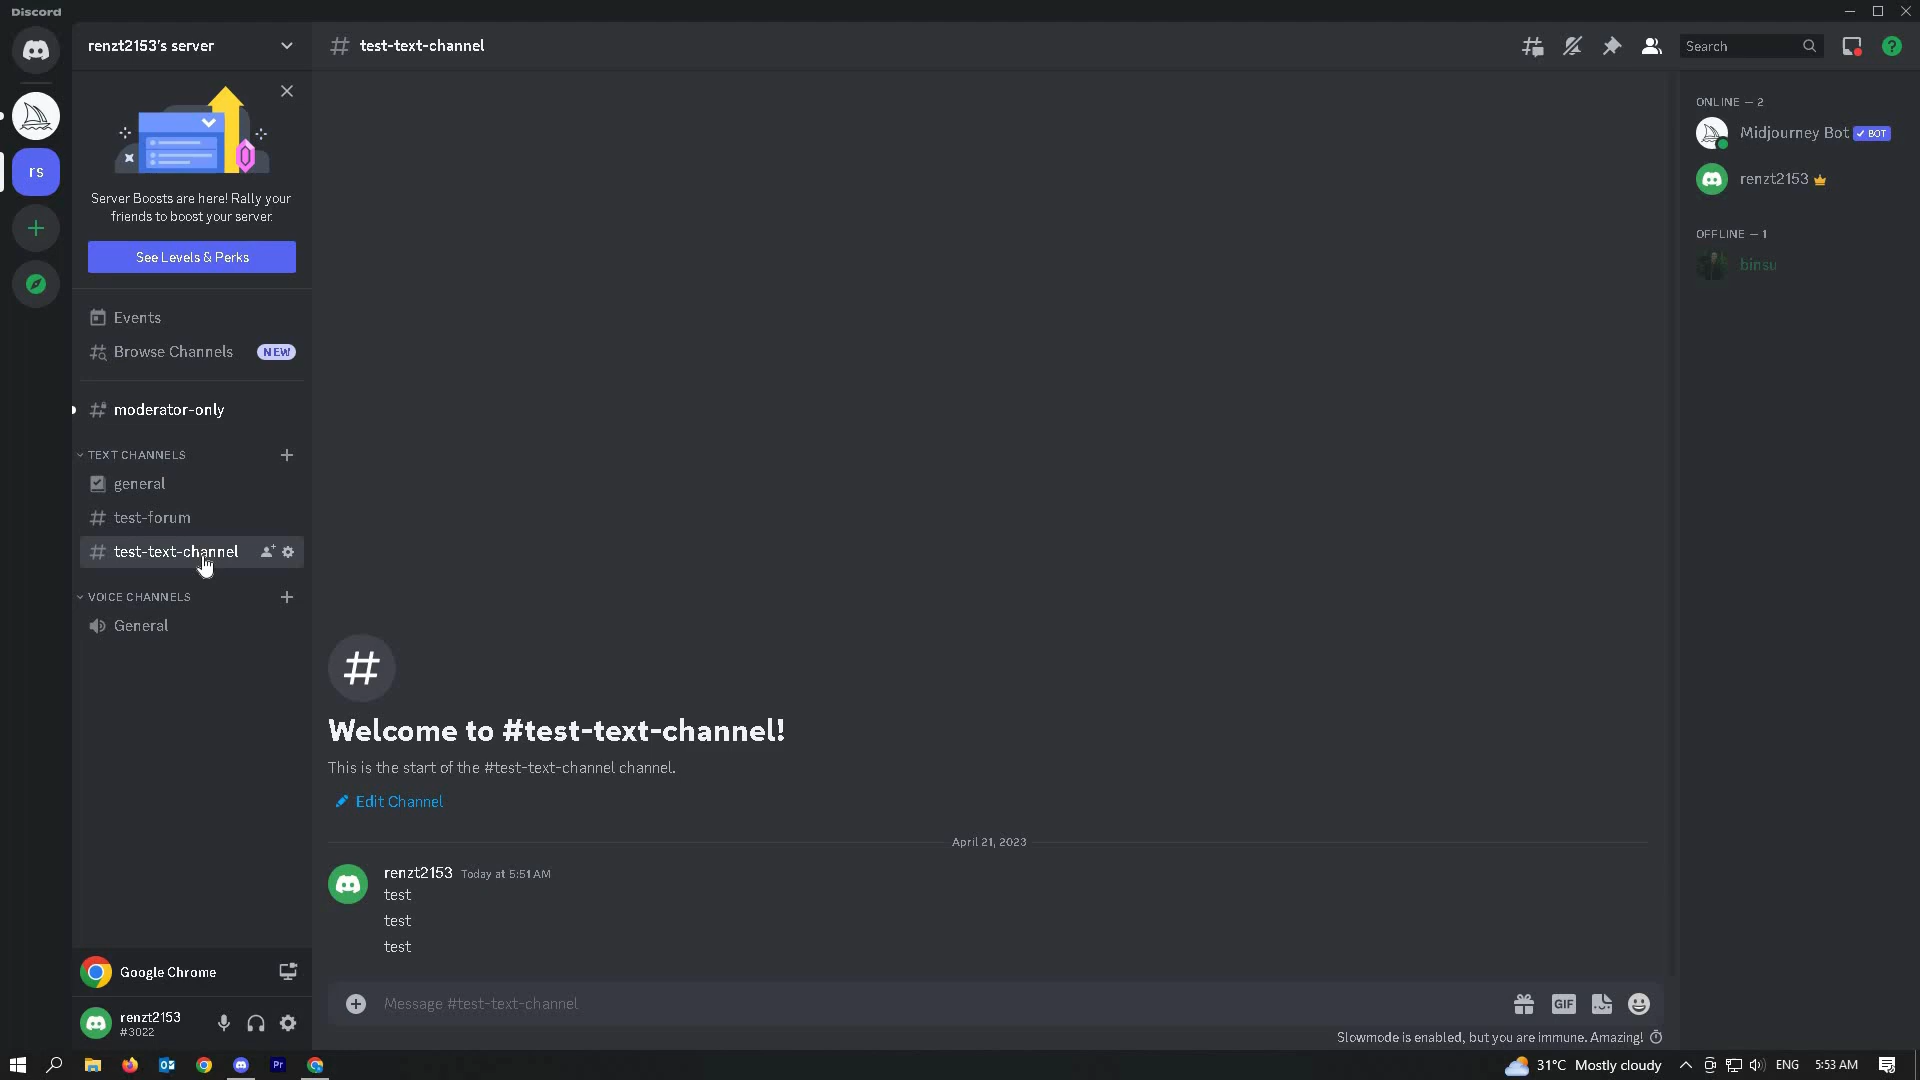 Discord
renzt2153's server
test-text-channel
Search
Server Boosts are here! Rally your
friends to boost your server.
See Levels & Perks
Events
Browse Channels NEW
moderator-only
TEXT CHANNELS
general
test-forum
test-text-channel
VOICE CHANNELS
General
Google Chrome
renzt2153
#3022
rs
Welcome to #test-text-channel!
This is the start of the #test-text-channel channel.
Edit Channel
April 21, 2023
renzt2153 Today at 5:51 AM
test
test
test
Message #test-text-channel
GIF
Slowmode is enabled, but you are immune. Amazing!
ONLINE — 2
Midjourney Bot BOT
renzt2153
OFFLINE — 1
binsu
Pr
31°C Mostly cloudy
ENG
5:53 AM